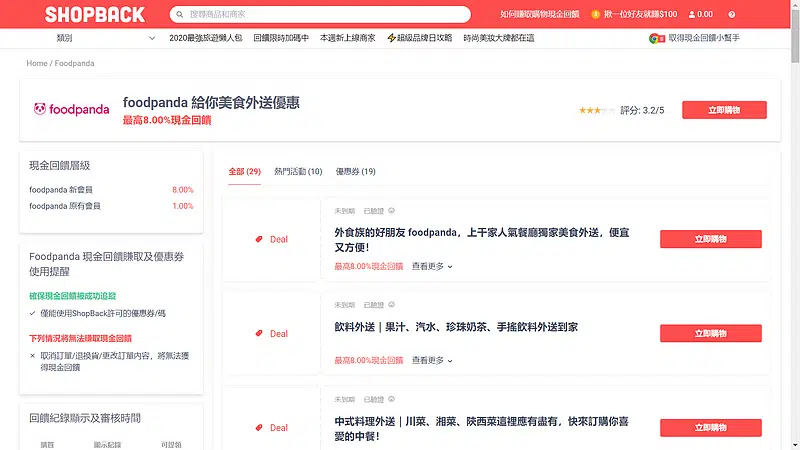 SHOPBACK
搜尋商品和商家
如何賺取購物現金回饋
揪一位好友就賺$100
0.00
類別
2020最強旅遊懶人包
回饋限時加碼中
本週新上線商家
⚡超級品牌日攻略
時尚美妝大牌都在這
取得現金回饋小幫手
Home / Foodpanda
foodpanda
foodpanda 給你美食外送優惠
最高8.00%現金回饋
評分: 3.2/5
立即購物
現金回饋層級
foodpanda 新會員 8.00%
foodpanda 原有會員 1.00%
Foodpanda 現金回饋賺取及優惠券
使用提醒
確保現金回饋被成功追蹤
✓ 僅能使用ShopBack許可的優惠券/碼
下列情況將無法賺取現金回饋
× 取消訂單/退換貨/更改訂單內容，將無法獲
得現金回饋
回饋紀錄顯示及審核時間
購買 顯示紀錄 可提領
全部 (29)
熱門活動 (10)
優惠券 (19)
Deal
未到期 已驗證
外食族的好朋友 foodpanda，上千家人氣餐廳獨家美食外送，便宜
又方便！
最高8.00%現金回饋 查看更多
立即購物
Deal
未到期 已驗證
飲料外送｜果汁、汽水、珍珠奶茶、手搖飲料外送到家
最高8.00%現金回饋 查看更多
立即購物
Deal
未到期 已驗證
中式料理外送｜川菜、湘菜、陝西菜這裡應有盡有，快來訂購你喜
愛的中餐！
立即購物